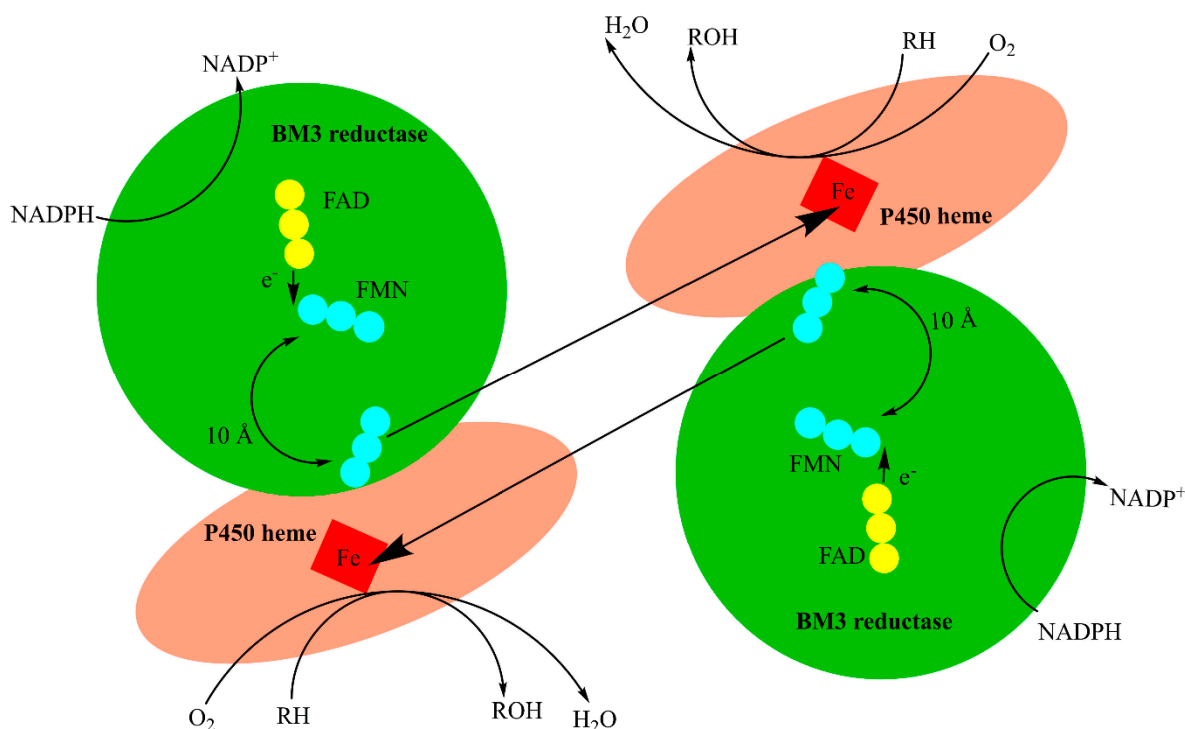 H₂O
ROH
RH
O₂
NADP⁺
BM3 reductase
NADPH
FAD
e⁻
FMN
10 Å
Fe
P450 heme
10 Å
FMN
e⁻
FAD
NADP⁺
BM3 reductase
NADPH
P450 heme
Fe
O₂
RH
ROH
H₂O